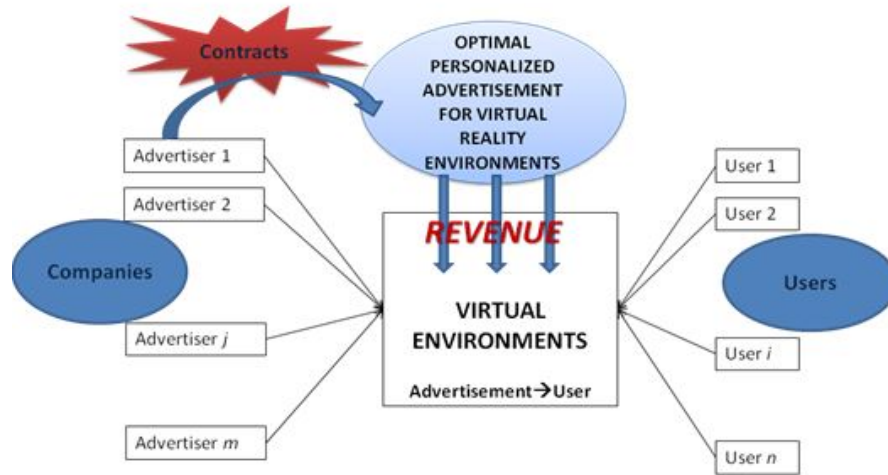 Contracts
OPTIMAL
PERSONALIZED
ADVERTISEMENT
FOR VIRTUAL
REALITY
ENVIRONMENTS
Advertiser 1
Advertiser 2
Companies
Advertiser j
Advertiser m
REVENUE
VIRTUAL
ENVIRONMENTS
Advertisement→User
User 1
User 2
Users
User i
User n